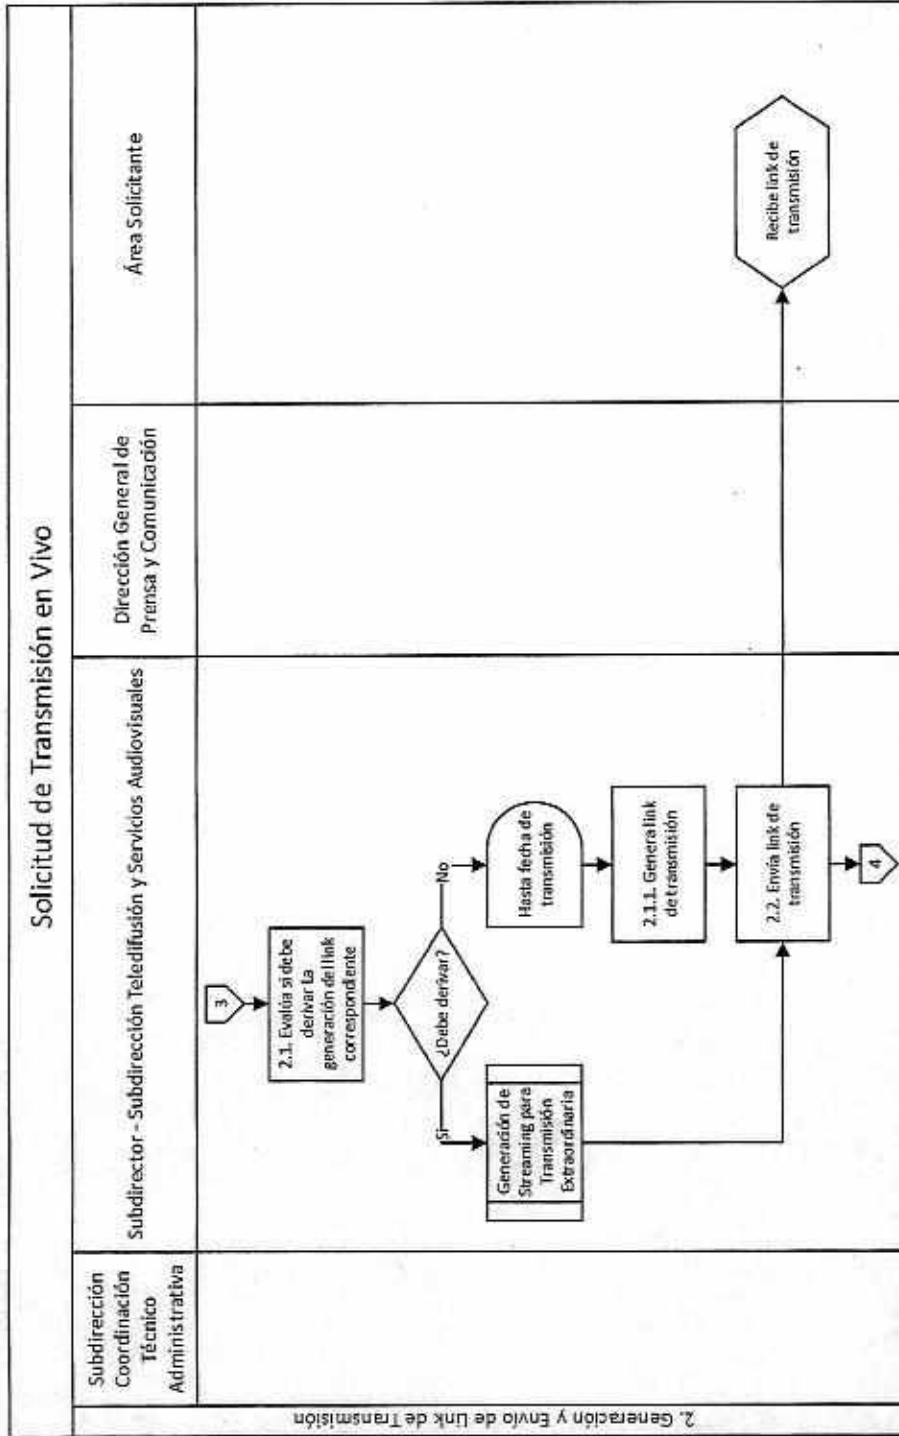 Solicitud de Transmisión en Vivo
Subdirección
Coordinación
Técnico
Administrativa
Subdirector - Subdirección Teledifusión y Servicios Audiovisuales
Dirección General de
Prensa y Comunicación
Área Solicitante
2. Generación y Envío de Link de Transmisión
3
2.1. Evalúa si debe
derivar La
generación del link
correspondiente
¿Debe derivar?
Si
No
Generación de
Streaming para
Transmisión
Extraordinaria
Hasta fecha de
transmisión
2.1.1. Genera link
de transmisión
2.2. Envía link de
transmisión
Recibe link de
transmisión
4